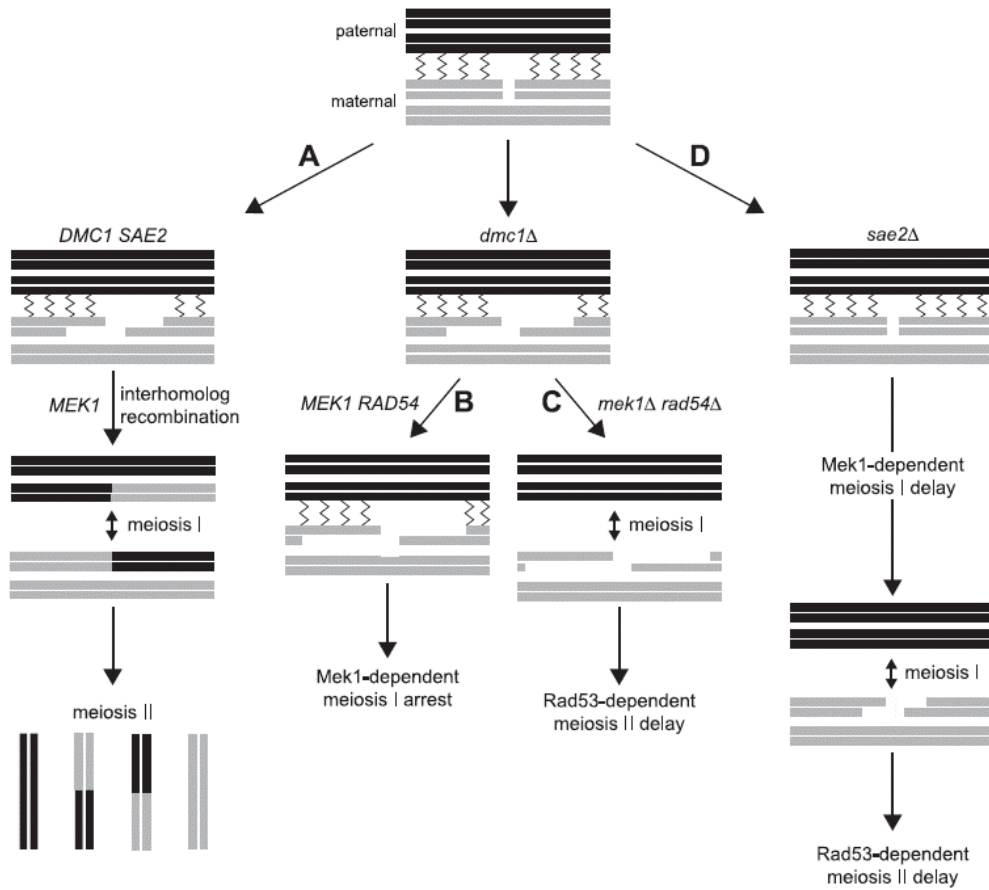 paternal
maternal
A
D
DMC1 SAE2
dmc1Δ
sae2Δ
MEK1
interhomolog
recombination
MEK1 RAD54
B
C
mek1Δ rad54Δ
meiosis I
meiosis I
Mek1-dependent
meiosis I delay
Mek1-dependent
meiosis I arrest
Rad53-dependent
meiosis II delay
meiosis I
meiosis II
Rad53-dependent
meiosis II delay